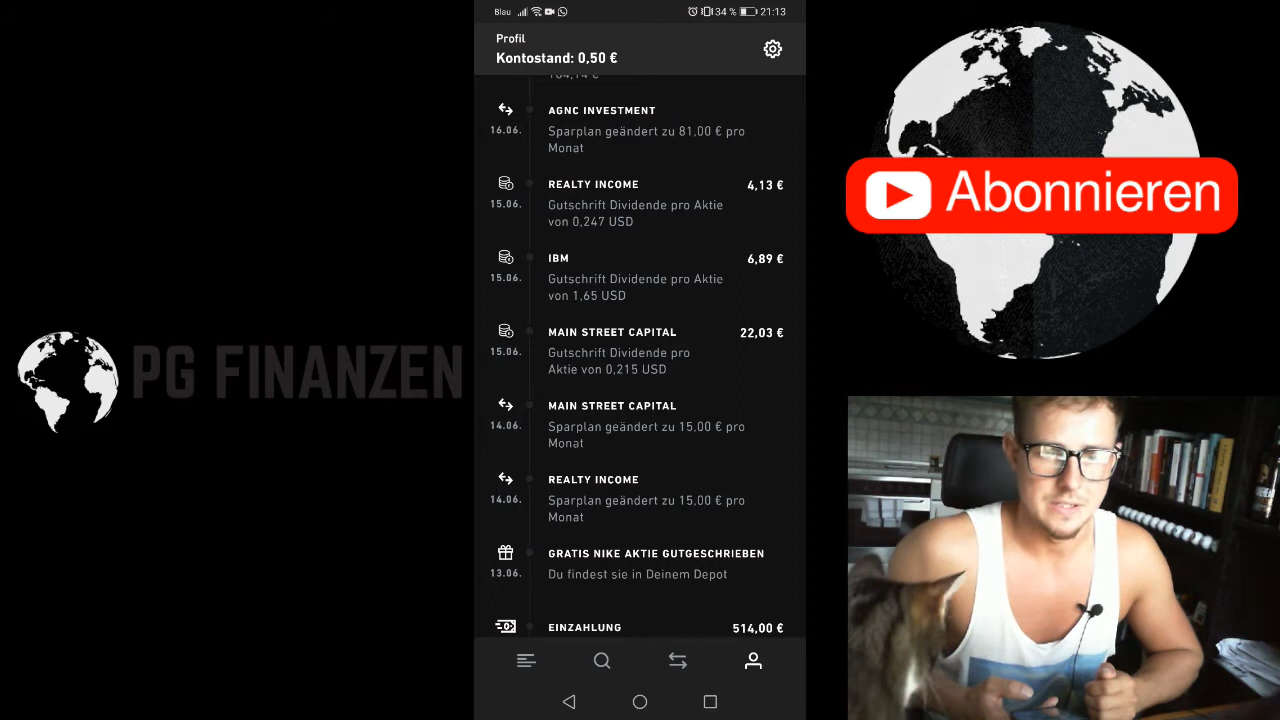 Blau
34 %
21:13
Profil
Kontostand: 0,50 €
AGNC INVESTMENT
16.06.
Sparplan geändert zu 81,00 € pro
Monat
REALTY INCOME
4,13 €
15.06.
Gutschrift Dividende pro Aktie
von 0,247 USD
IBM
6,89 €
15.06.
Gutschrift Dividende pro Aktie
von 1,65 USD
MAIN STREET CAPITAL
22,03 €
15.06.
Gutschrift Dividende pro
Aktie von 0,215 USD
MAIN STREET CAPITAL
14.06.
Sparplan geändert zu 15,00 € pro
Monat
REALTY INCOME
14.06.
Sparplan geändert zu 15,00 € pro
Monat
GRATIS NIKE AKTIE GUTGESCHRIEBEN
13.06.
Du findest sie in Deinem Depot
EINZAHLUNG
514,00 €
PG FINANZEN
Abonnieren